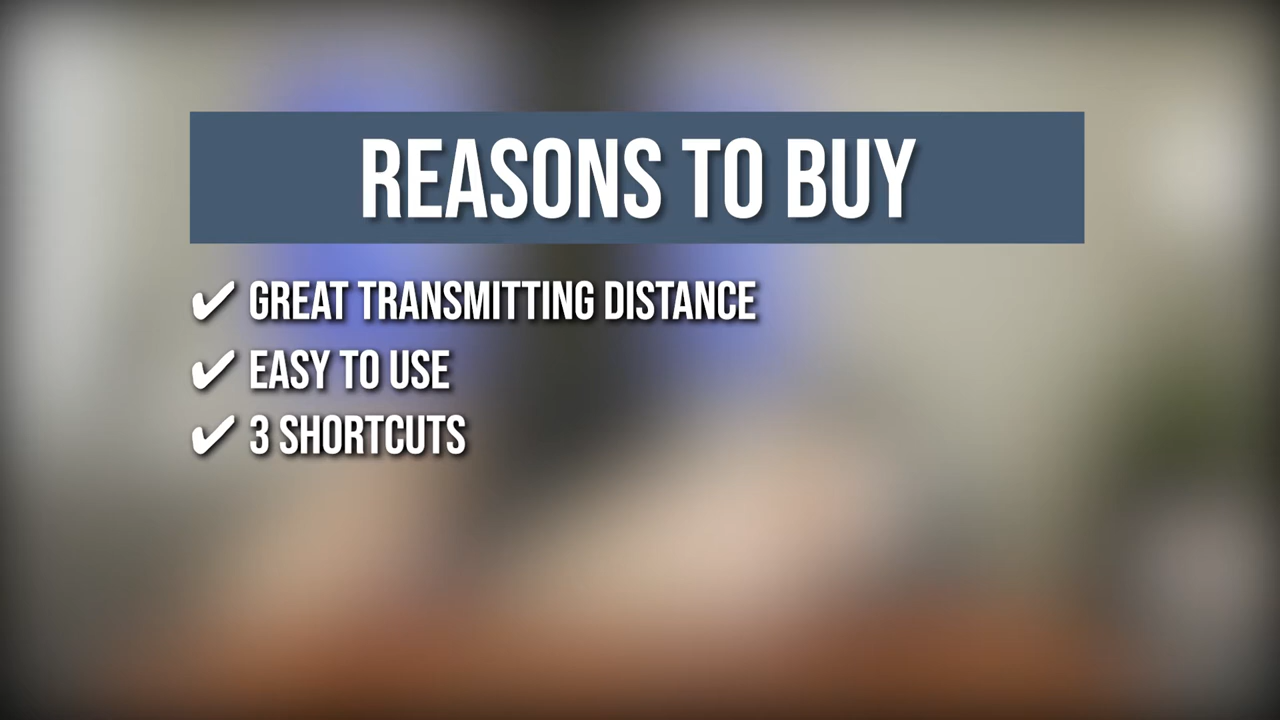 REASONS TO BUY
✔ GREAT TRANSMITTING DISTANCE
✔ EASY TO USE
✔ 3 SHORTCUTS